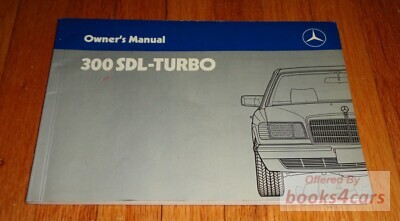 Owner's Manual
300 SDL-TURBO
Offered By
books4cars